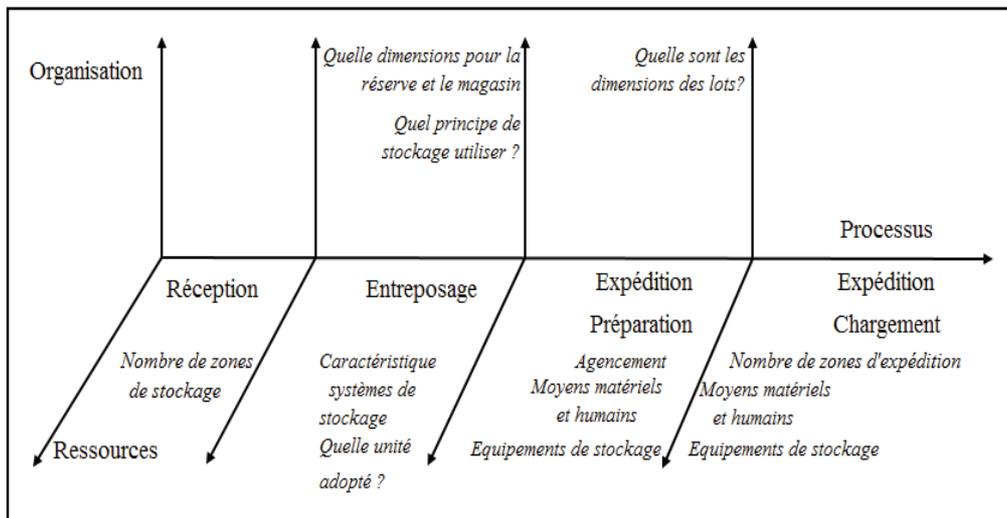 Organisation
Quelle dimensions pour la
réserve et le magasin
Quel principe de
stockage utiliser ?
Quelle sont les
dimensions des lots?
Processus
Réception
Entreposage
Expédition
Préparation
Expédition
Chargement
Nombre de zones
de stockage
Caractéristique
systèmes de
stockage
Quelle unité
adopté ?
Agencement
Moyens matériels
et humains
Equipements de stockage
Nombre de zones d'expédition
Moyens matériels
et humains
Equipements de stockage
Ressources